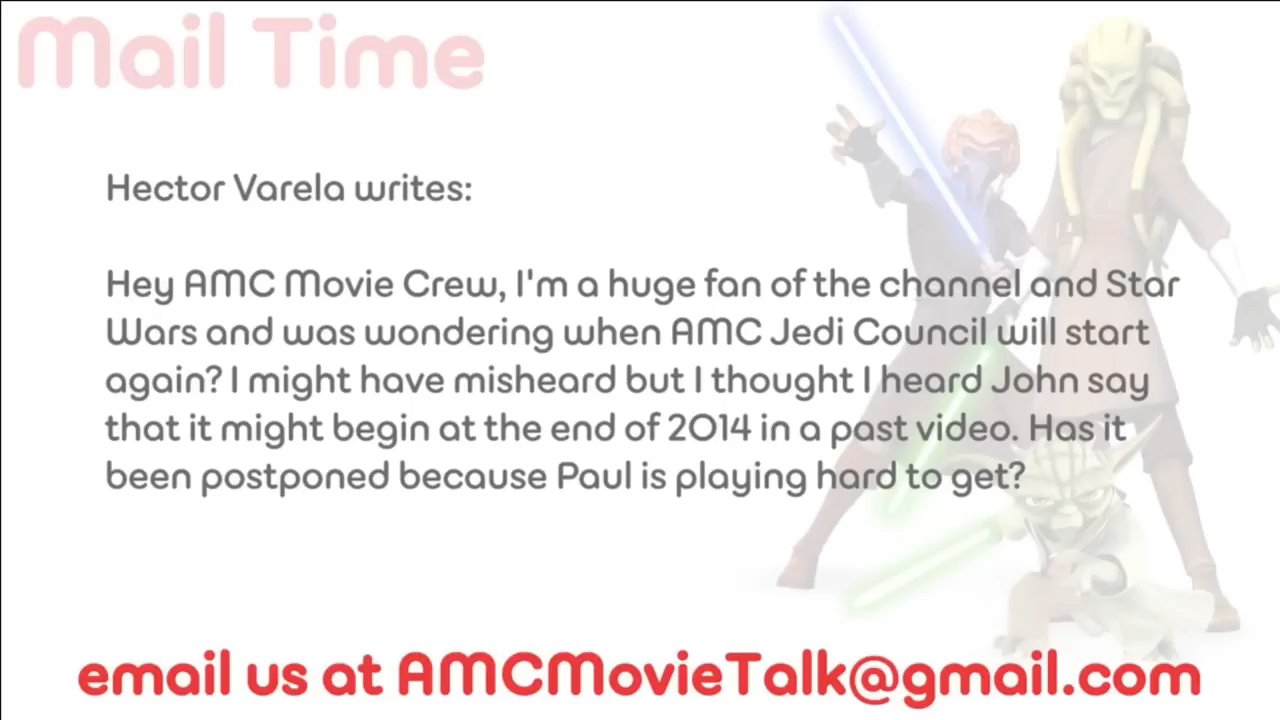 Mail Time
Hector Varela writes:
Hey AMC Movie Crew, I'm a huge fan of the channel and Star
Wars and was wondering when AMC Jedi Council will start
again? I might have misheard but I thought I heard John say
that it might begin at the end of 2014 in a past video. Has it
been postponed because Paul is playing hard to get?
email us at AMCMovieTalk@gmail.com